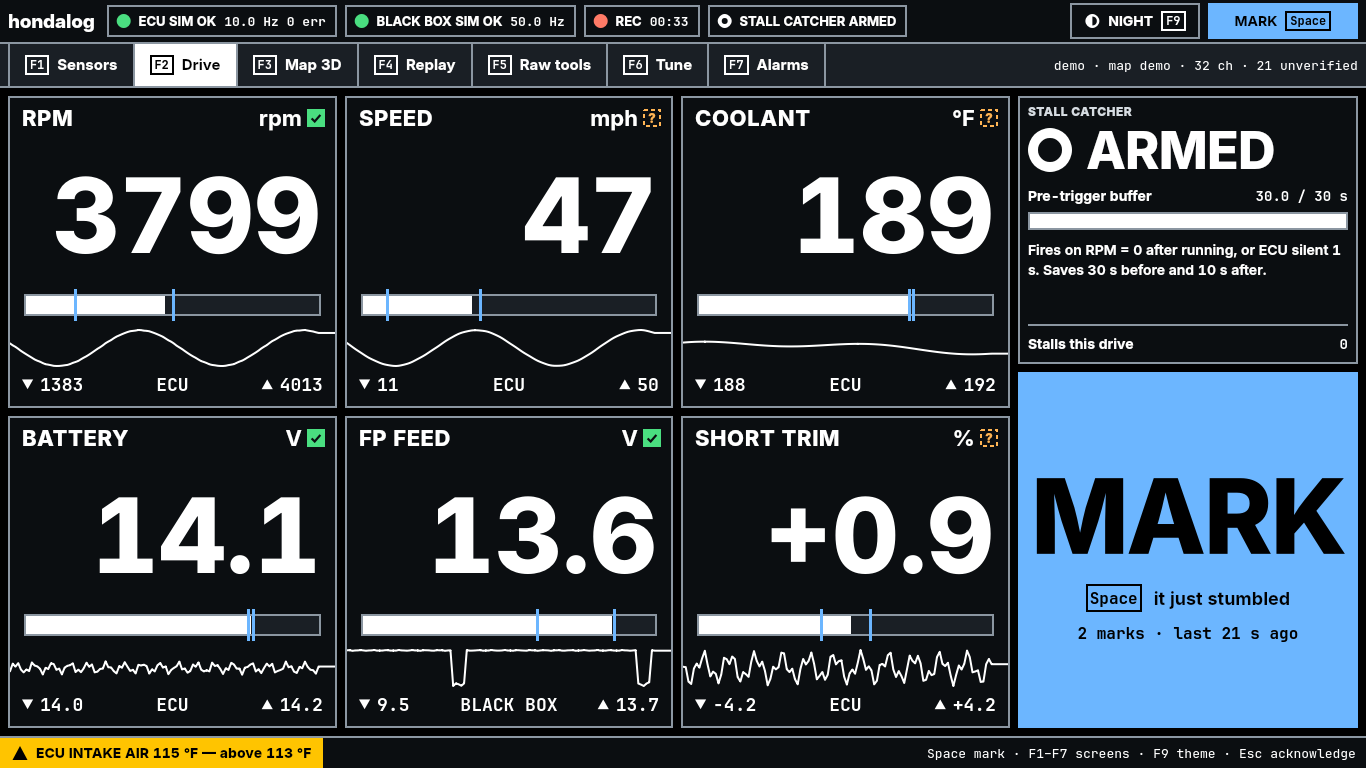 hondalog ECU SIM OK 10.0 Hz 0 err BLACK BOX SIM OK 50.0 Hz REC 00:33 STALL CATCHER ARMED NIGHT F9 MARK Space
F1 Sensors F2 Drive F3 Map 3D F4 Replay F5 Raw tools F6 Tune F7 Alarms demo · map demo · 32 ch · 21 unverified
RPM rpm
3799
▼ 1383 ECU ▲ 4013
SPEED mph ?
47
▼ 11 ECU ▲ 50
COOLANT °F ?
189
▼ 188 ECU ▲ 192
STALL CATCHER
ARMED
Pre-trigger buffer 30.0 / 30 s
Fires on RPM = 0 after running, or ECU silent 1
s. Saves 30 s before and 10 s after.
Stalls this drive 0
BATTERY V
14.1
▼ 14.0 ECU ▲ 14.2
FP FEED V
13.6
▼ 9.5 BLACK BOX ▲ 13.7
SHORT TRIM % ?
+0.9
▼ -4.2 ECU ▲ +4.2
MARK
Space it just stumbled
2 marks · last 21 s ago
ECU INTAKE AIR 115 °F — above 113 °F Space mark · F1–F7 screens · F9 theme · Esc acknowledge